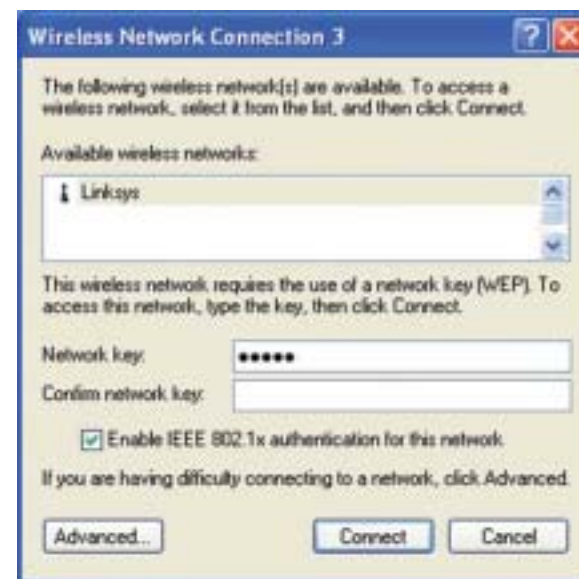 Wireless Network Connection 3
The following wireless network(s) are available. To access a
wireless network, select it from the list, and then click Connect.
Available wireless networks:
Linksys
This wireless network requires the use of a network key (WEP). To
access this network, type the key, then click Connect.
Network key: •••••
Confirm network key:
Enable IEEE 802.1x authentication for this network
If you are having difficulty connecting to a network, click Advanced.
Advanced... Connect Cancel